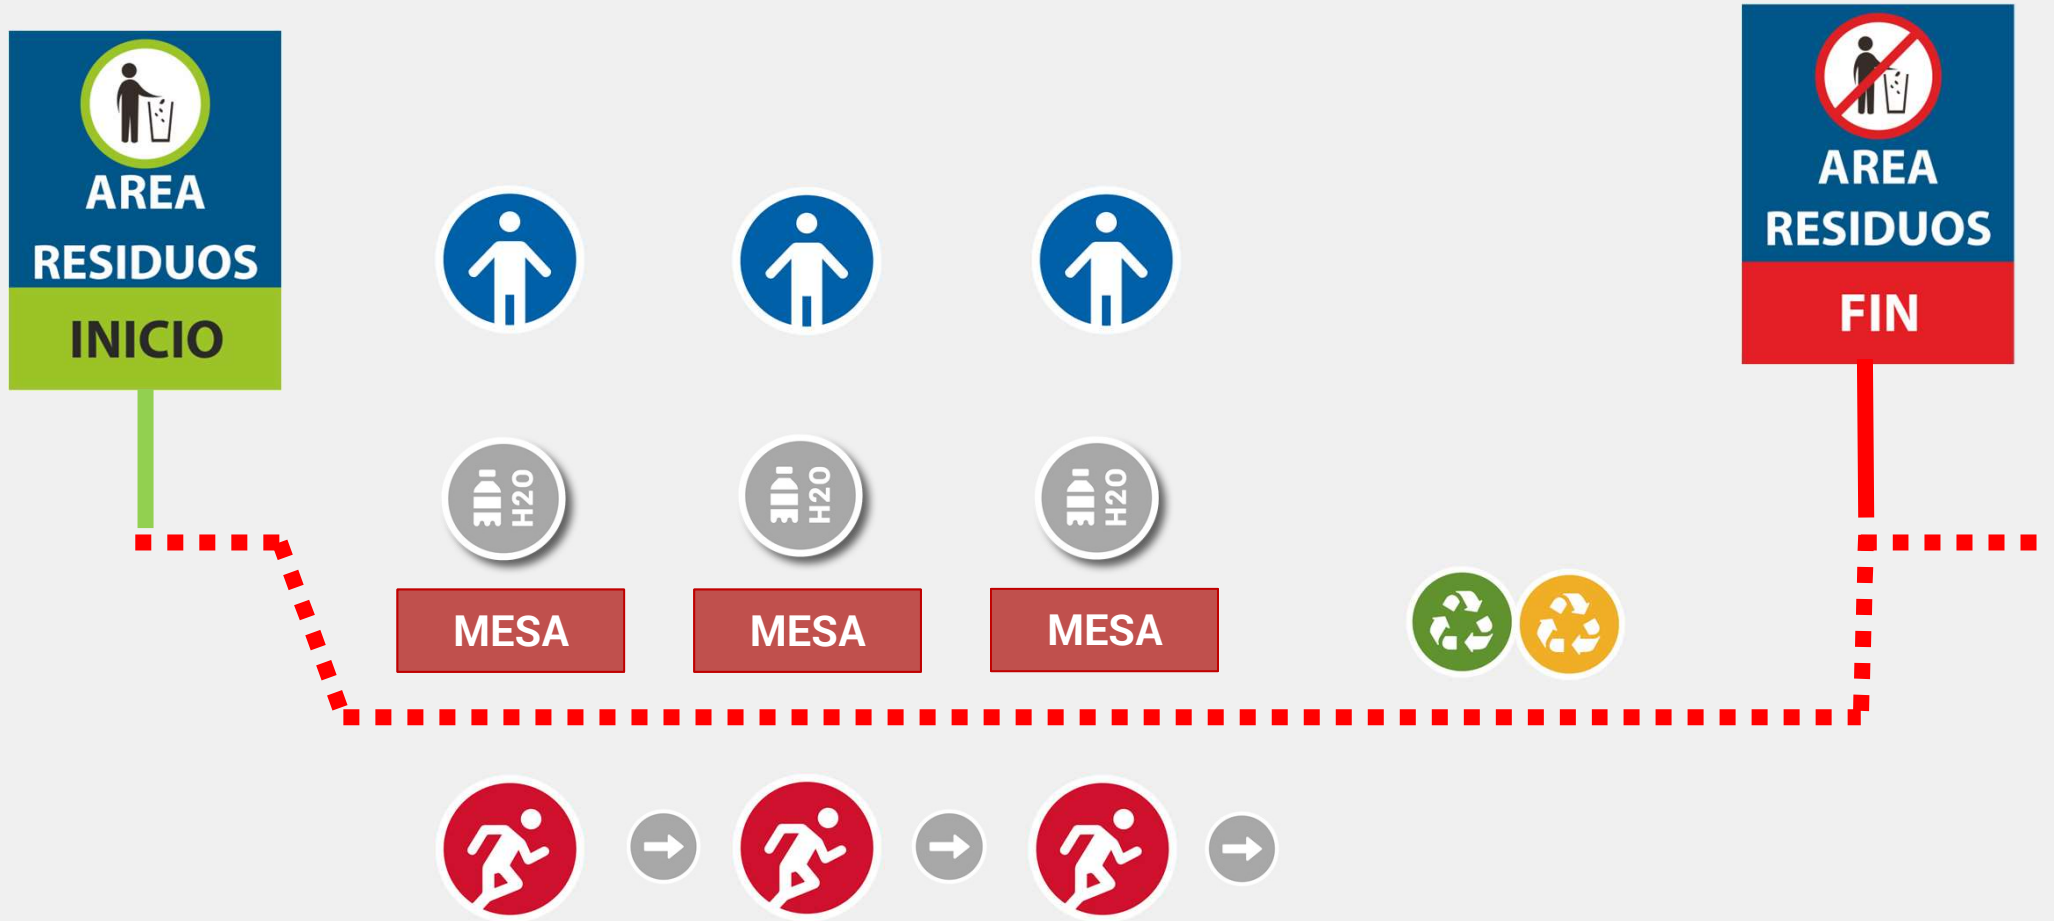 AREA
RESIDUOS
INICIO
AREA
RESIDUOS
FIN
H2O
H2O
H2O
MESA
MESA
MESA